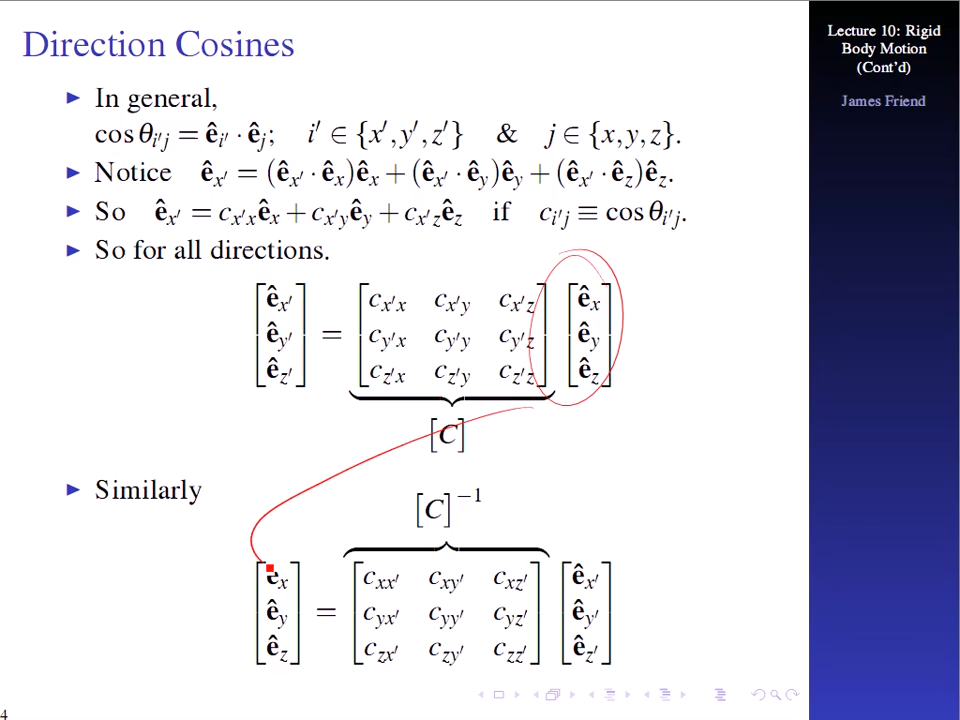 Direction Cosines
▶ In general,
cos θ_{i′j} = ê_{i′} · ê_j; i′ ∈ {x′, y′, z′} & j ∈ {x, y, z}.
▶ Notice ê_{x′} = (ê_{x′} · ê_x)ê_x + (ê_{x′} · ê_y)ê_y + (ê_{x′} · ê_z)ê_z.
▶ So ê_{x′} = c_{x′x}ê_x + c_{x′y}ê_y + c_{x′z}ê_z if c_{i′j} ≡ cos θ_{i′j}.
▶ So for all directions.
[ê_{x′}] [c_{x′x} c_{x′y} c_{x′z}] [ê_x]
[ê_{y′}] = [c_{y′x} c_{y′y} c_{y′z}] [ê_y]
[ê_{z′}] [c_{z′x} c_{z′y} c_{z′z}] [ê_z]
[C]
▶ Similarly
[C]^{−1}
[ê_x] [c_{xx′} c_{xy′} c_{xz′}] [ê_{x′}]
[ê_y] = [c_{yx′} c_{yy′} c_{yz′}] [ê_{y′}]
[ê_z] [c_{zx′} c_{zy′} c_{zz′}] [ê_{z′}]
4
Lecture 10: Rigid
Body Motion
(Cont'd)
James Friend